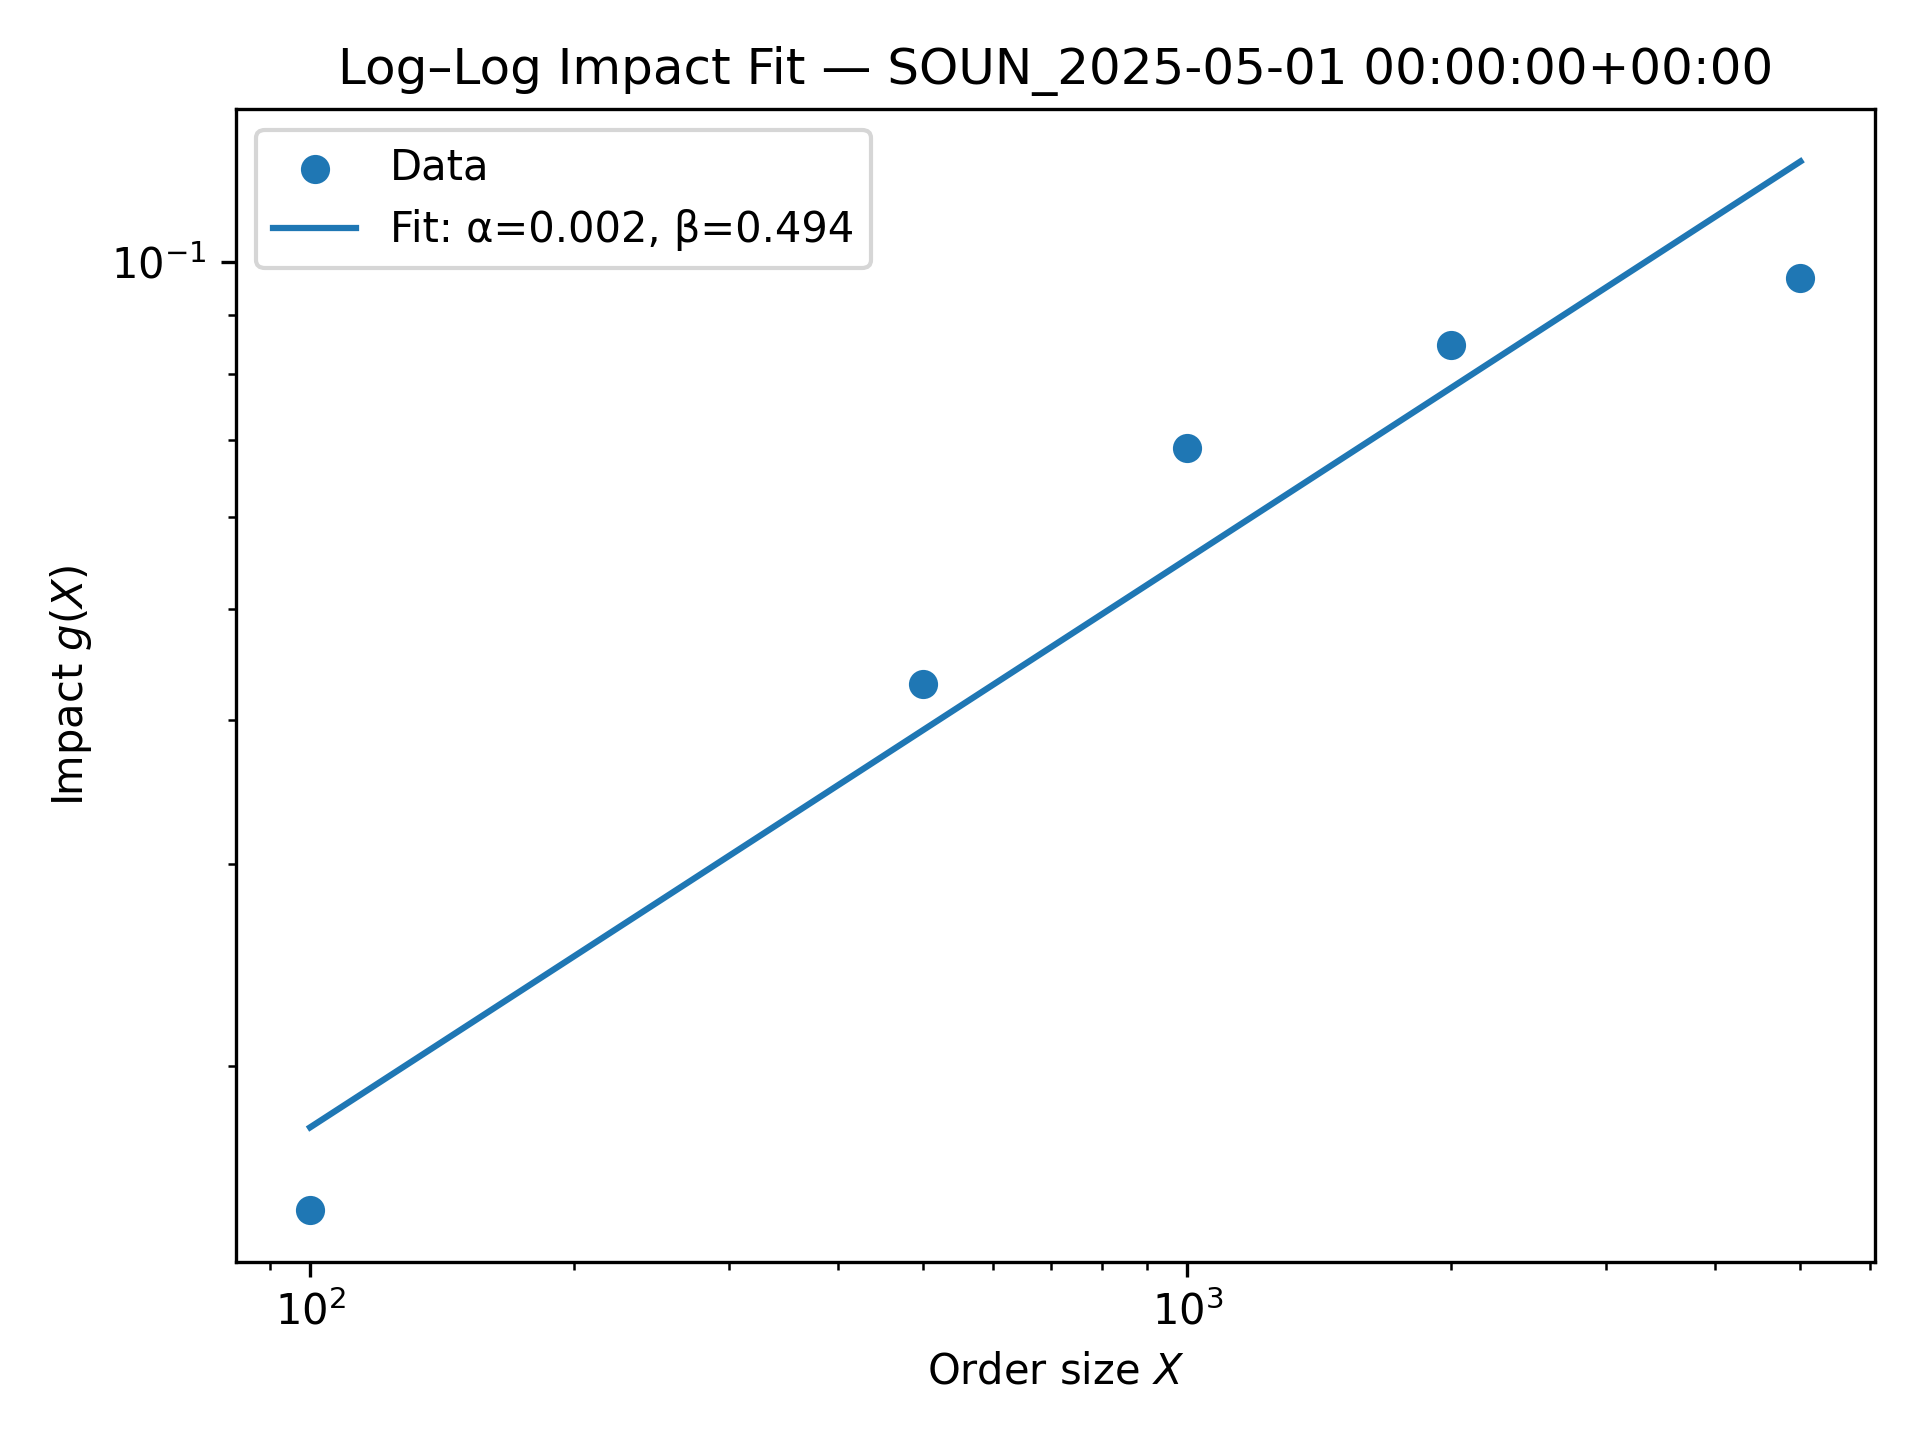 Log–Log Impact Fit — SOUN_2025-05-01 00:00:00+00:00
Data
Fit: α=0.002, β=0.494
10⁻¹
Impact g(X)
10² 10³
Order size X